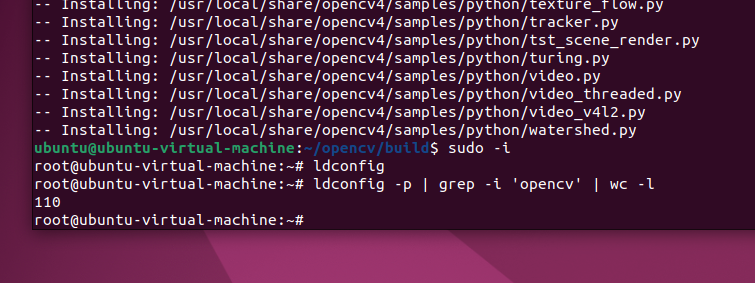 -- Installing: /usr/local/share/opencv4/samples/python/texture_flow.py
-- Installing: /usr/local/share/opencv4/samples/python/tracker.py
-- Installing: /usr/local/share/opencv4/samples/python/tst_scene_render.py
-- Installing: /usr/local/share/opencv4/samples/python/turing.py
-- Installing: /usr/local/share/opencv4/samples/python/video.py
-- Installing: /usr/local/share/opencv4/samples/python/video_threaded.py
-- Installing: /usr/local/share/opencv4/samples/python/video_v4l2.py
-- Installing: /usr/local/share/opencv4/samples/python/watershed.py
ubuntu@ubuntu-virtual-machine:~/opencv/build$ sudo -i
root@ubuntu-virtual-machine:~# ldconfig
root@ubuntu-virtual-machine:~# ldconfig -p | grep -i 'opencv' | wc -l
110
root@ubuntu-virtual-machine:~#